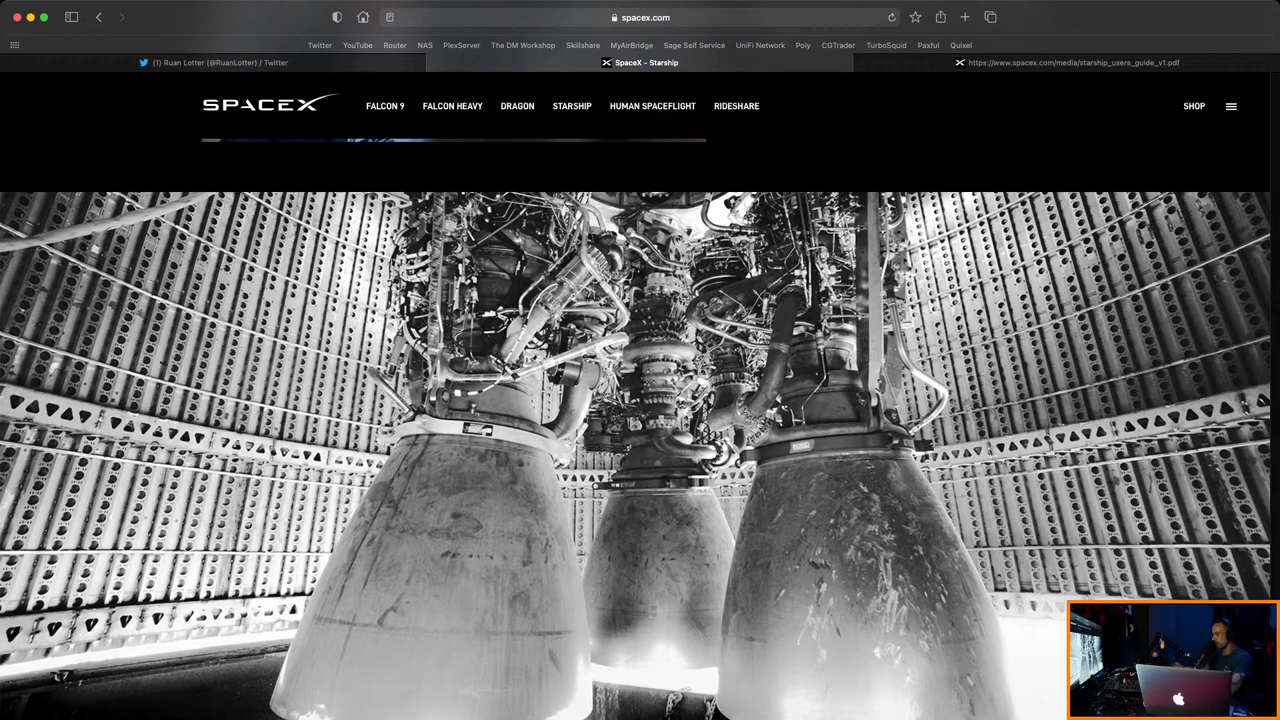 spacex.com
Twitter YouTube Router NAS PlexServer The DM Workshop Skillshare MyAirBridge Sage Self Service UniFi Network Poly CGTrader TurboSquid Paxful Quixel
(1) Ruan Lotter (@RuanLotter) / Twitter SpaceX - Starship https://www.spacex.com/media/starship_users_guide_v1.pdf
SPACEX FALCON 9 FALCON HEAVY DRAGON STARSHIP HUMAN SPACEFLIGHT RIDESHARE SHOP